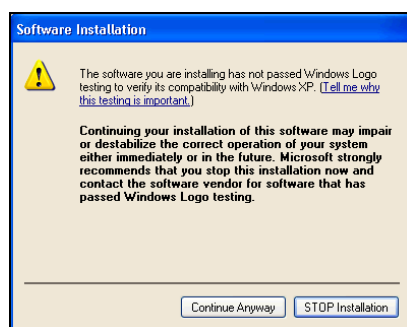 Software Installation
The software you are installing has not passed Windows Logo
testing to verify its compatibility with Windows XP. (Tell me why
this testing is important.)
Continuing your installation of this software may impair
or destabilize the correct operation of your system
either immediately or in the future. Microsoft strongly
recommends that you stop this installation now and
contact the software vendor for software that has
passed Windows Logo testing.
Continue Anyway
STOP Installation